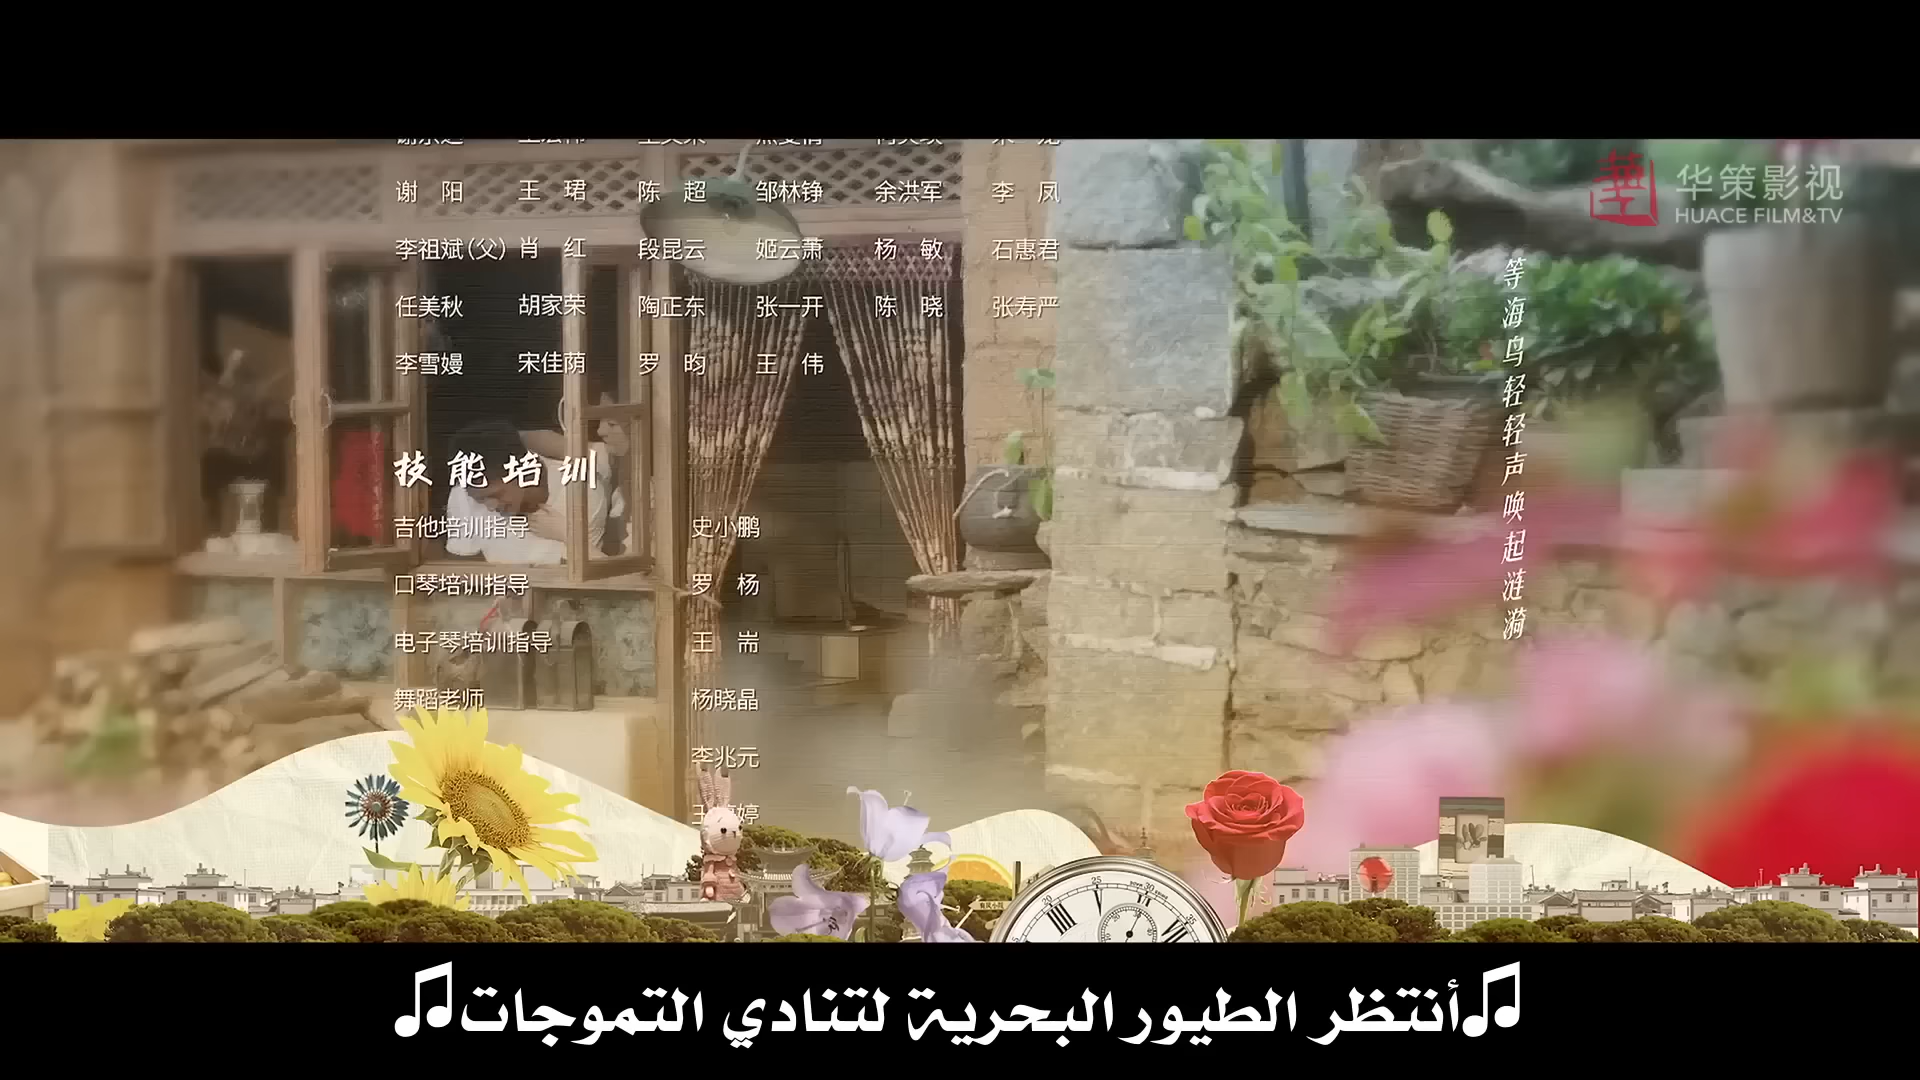 华策影视
HUACE FILM&TV
谢　阳　王　珺　陈　超　邹林铮　余洪军　李　凤
李祖斌(父)　肖　红　段昆云　姬云萧　杨　敏　石惠君
任美秋　胡家荣　陶正东　张一开　陈　晓　张寿严
李雪嫚　宋佳荫　罗　昀　王　伟
技能培训
吉他培训指导　史小鹏
口琴培训指导　罗　杨
电子琴培训指导　王　耑
舞蹈老师　杨晓晶
李兆元
等海鸟轻轻声唤起涟漪
♫أنتظر الطيور البحرية لتنادي التموجات♫